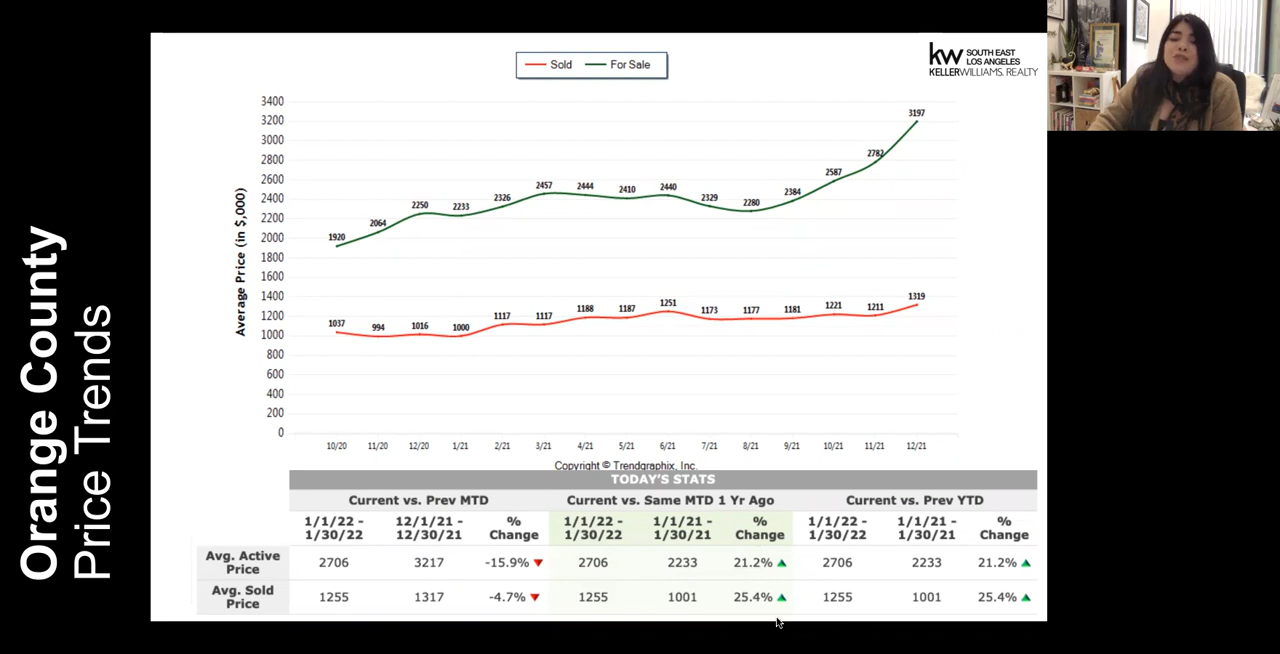 Orange County
Price Trends
Sold For Sale
kw SOUTH EAST
LOS ANGELES
KELLERWILLIAMS. REALTY
Average Price (in $,000)
3400
3200
3000
2800
2600
2400
2200
2000
1800
1600
1400
1200
1000
800
600
400
200
0
1920 2064 2250 2233 2326 2457 2444 2410 2440 2329 2280 2384 2587 2782 3197
1037 994 1016 1000 1117 1117 1188 1187 1251 1173 1177 1181 1221 1211 1319
10/20 11/20 12/20 1/21 2/21 3/21 4/21 5/21 6/21 7/21 8/21 9/21 10/21 11/21 12/21
Copyright © Trendgraphix, Inc.
TODAY'S STATS
Current vs. Prev MTD Current vs. Same MTD 1 Yr Ago Current vs. Prev YTD
1/1/22 - 12/1/21 - % 1/1/22 - 1/1/21 - % 1/1/22 - 1/1/21 - %
1/30/22 12/30/21 Change 1/30/22 1/30/21 Change 1/30/22 1/30/21 Change
Avg. Active
Price 2706 3217 -15.9% 2706 2233 21.2% 2706 2233 21.2%
Avg. Sold
Price 1255 1317 -4.7% 1255 1001 25.4% 1255 1001 25.4%